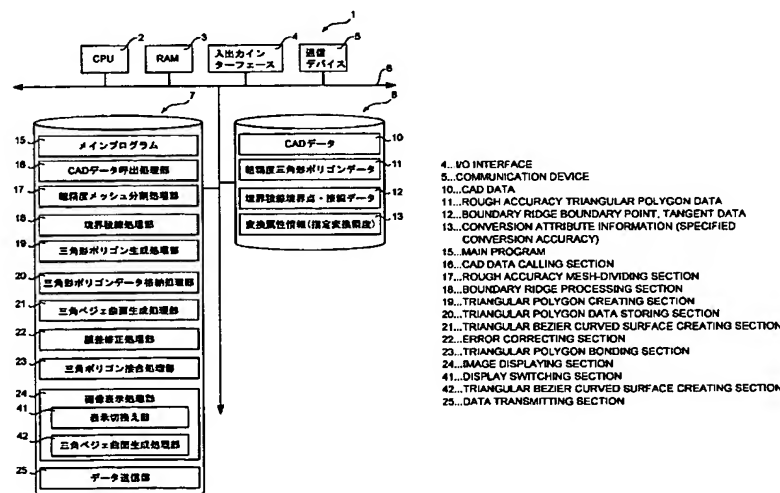 1
2
3
4
5
CPU
RAM
入出力イン
ターフェース
通信
デバイス
6
7
8
15
メインプログラム
16
CADデータ呼出処理部
17
粗精度メッシュ分割処理部
18
境界稜線処理部
19
三角形ポリゴン生成処理部
20
三角形ポリゴンデータ格納処理部
21
三角ベジェ曲面生成処理部
22
誤差修正処理部
23
三角ポリゴン接合処理部
24
画像表示処理部
41
表示切換え部
42
三角ベジェ曲面生成処理部
25
データ送信部
CADデータ
10
粗精度三角形ポリゴンデータ
11
境界稜線境界点・接線データ
12
変換属性情報(指定変換精度)
13
4...I/O INTERFACE
5...COMMUNICATION DEVICE
10...CAD DATA
11...ROUGH ACCURACY TRIANGULAR POLYGON DATA
12...BOUNDARY RIDGE BOUNDARY POINT, TANGENT DATA
13...CONVERSION ATTRIBUTE INFORMATION (SPECIFIED
CONVERSION ACCURACY)
15...MAIN PROGRAM
16...CAD DATA CALLING SECTION
17...ROUGH ACCURACY MESH-DIVIDING SECTION
18...BOUNDARY RIDGE PROCESSING SECTION
19...TRIANGULAR POLYGON CREATING SECTION
20...TRIANGULAR POLYGON DATA STORING SECTION
21...TRIANGULAR BEZIER CURVED SURFACE CREATING SECTION
22...ERROR CORRECTING SECTION
23...TRIANGULAR POLYGON BONDING SECTION
24...IMAGE DISPLAYING SECTION
41...DISPLAY SWITCHING SECTION
42...TRIANGULAR BEZIER CURVED SURFACE CREATING SECTION
25...DATA TRANSMITTING SECTION